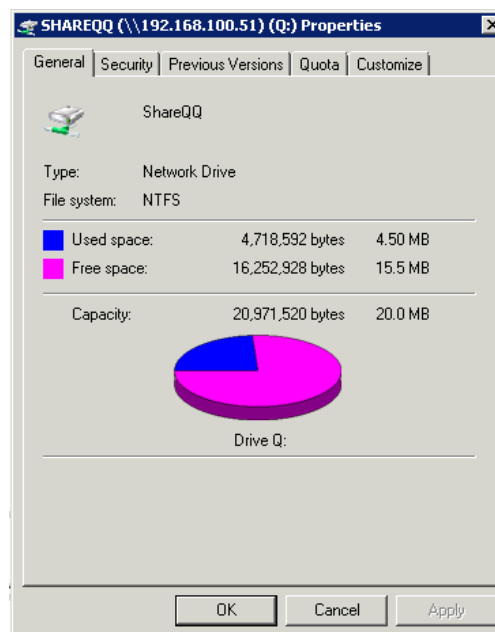 SHAREQQ (\\192.168.100.51) (Q:) Properties
General Security Previous Versions Quota Customize
ShareQQ
Type: Network Drive
File system: NTFS
Used space: 4,718,592 bytes 4.50 MB
Free space: 16,252,928 bytes 15.5 MB
Capacity: 20,971,520 bytes 20.0 MB
Drive Q:
OK Cancel Apply